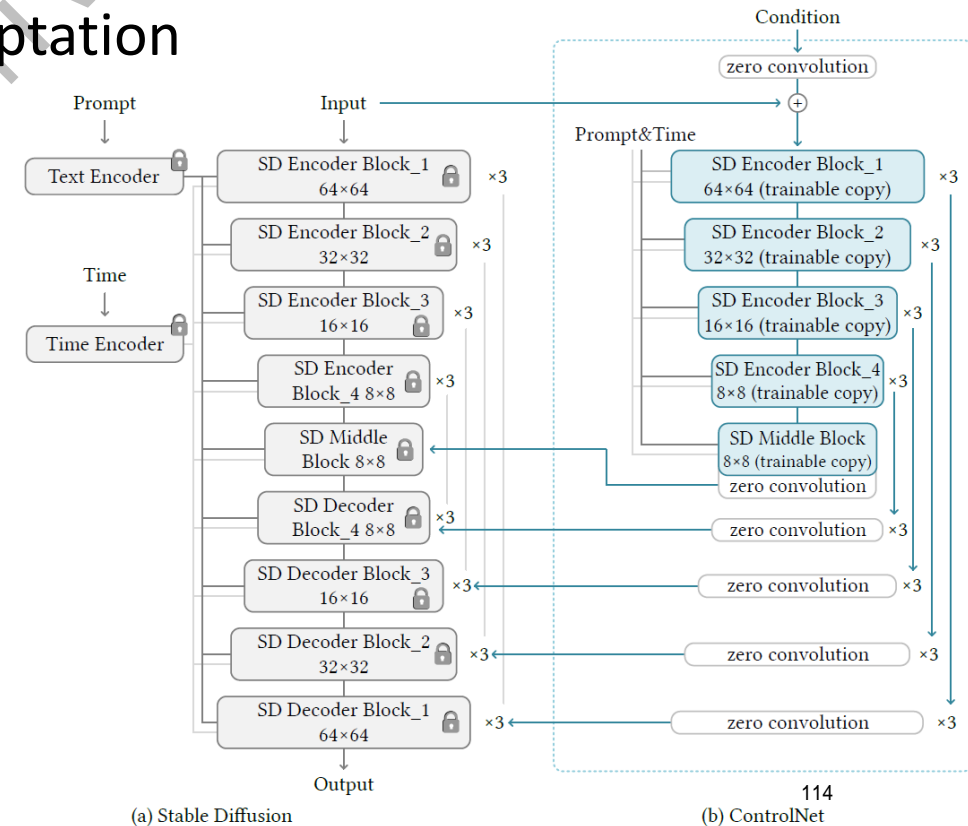 ptation
Prompt
Text Encoder
Time
Time Encoder
Input
SD Encoder Block_1
64×64
×3
SD Encoder Block_2
32×32
×3
SD Encoder Block_3
16×16
×3
SD Encoder
Block_4 8×8
×3
SD Middle
Block 8×8
SD Decoder
Block_4 8×8
×3
SD Decoder Block_3
16×16
×3
SD Decoder Block_2
32×32
×3
SD Decoder Block_1
64×64
×3
Output
(a) Stable Diffusion
Condition
zero convolution
+
Prompt&Time
SD Encoder Block_1
64×64 (trainable copy)
×3
SD Encoder Block_2
32×32 (trainable copy)
×3
SD Encoder Block_3
16×16 (trainable copy)
×3
SD Encoder Block_4
8×8 (trainable copy)
×3
SD Middle Block
8×8 (trainable copy)
zero convolution
zero convolution
×3
zero convolution
×3
zero convolution
×3
zero convolution
×3
114
(b) ControlNet